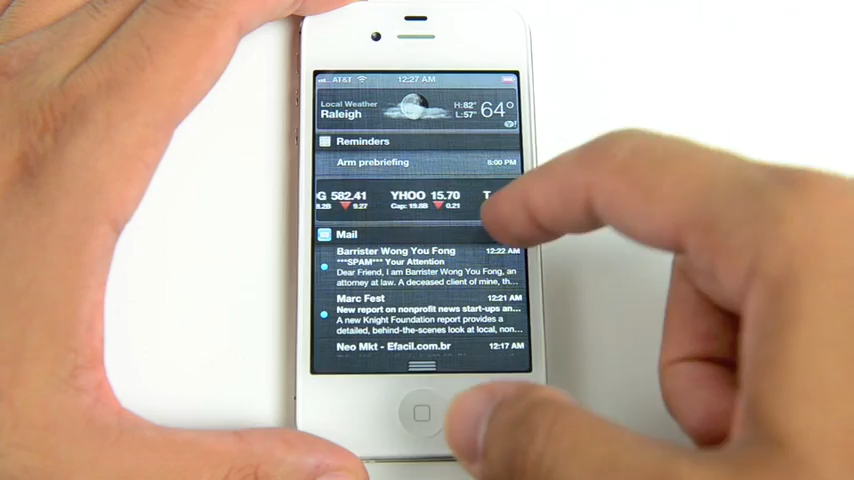 AT&T 12:27 AM
Local Weather
Raleigh
H:82°
L:57°
64°
Reminders
Arm prebriefing 8:00 PM
G 582.41 YHOO 15.70 T
8.2B 9.27 Cap: 19.8B 0.21
Mail
Barrister Wong You Fong 12:22 AM
***SPAM*** Your Attention
Dear Friend, I am Barrister Wong You Fong, an
attorney at law. A deceased client of mine, th...
Marc Fest 12:21 AM
New report on nonprofit news start-ups an...
A new Knight Foundation report provides a
detailed, behind-the-scenes look at local, non...
Neo Mkt - Efacil.com.br 12:17 AM